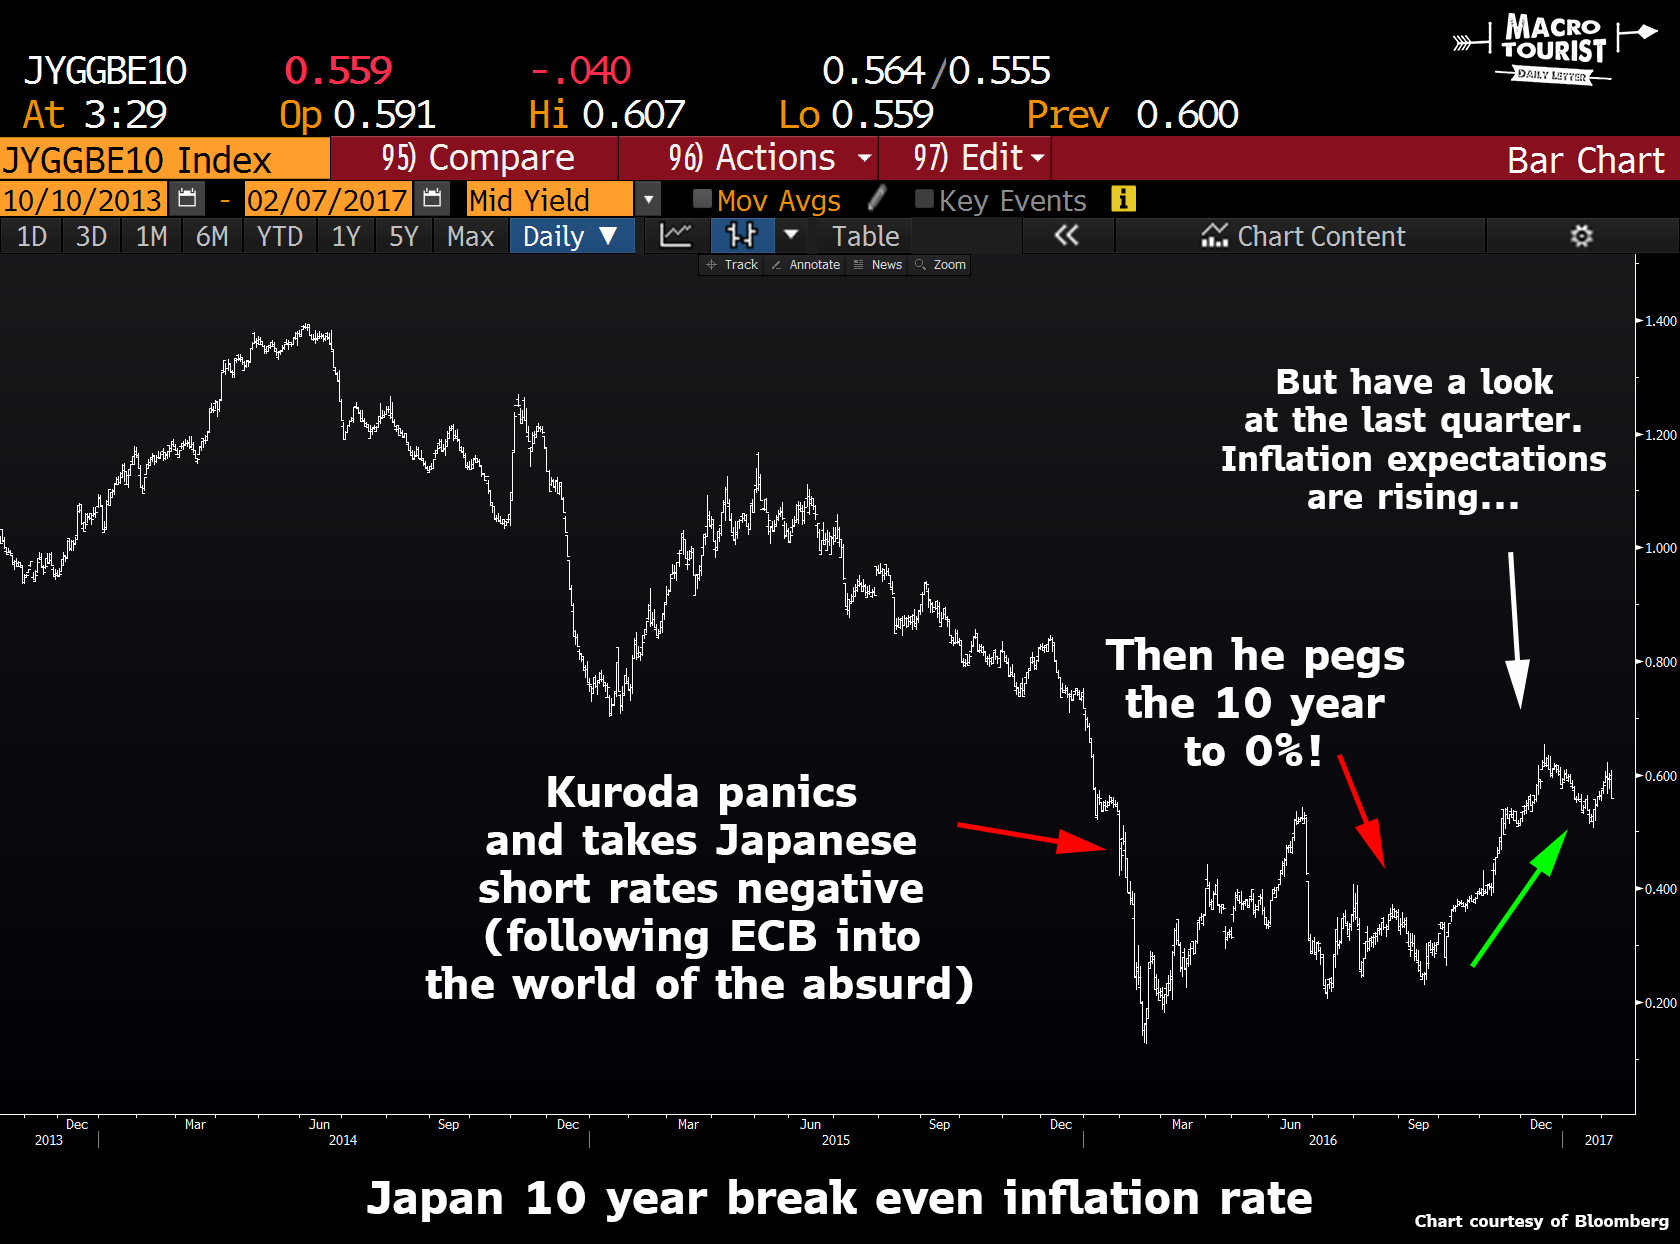 MACRO
TOURIST
DAILY LETTER
JYGGBE10 0.559 -.040 0.564/0.555
At 3:29 Op 0.591 Hi 0.607 Lo 0.559 Prev 0.600
JYGGBE10 Index 95) Compare 96) Actions 97) Edit Bar Chart
10/10/2013 - 02/07/2017 Mid Yield Mov Avgs Key Events i
1D 3D 1M 6M YTD 1Y 5Y Max Daily ▼ Table << Chart Content
Track Annotate News Zoom
1.400
1.200
1.000
0.800
0.600
0.400
0.200
But have a look
at the last quarter.
Inflation expectations
are rising...
Then he pegs
the 10 year
to 0%!
Kuroda panics
and takes Japanese
short rates negative
(following ECB into
the world of the absurd)
Dec Mar Jun Sep Dec Mar Jun Sep Dec Mar Jun Sep Dec
2013 2014 2015 2016 2017
Japan 10 year break even inflation rate
Chart courtesy of Bloomberg